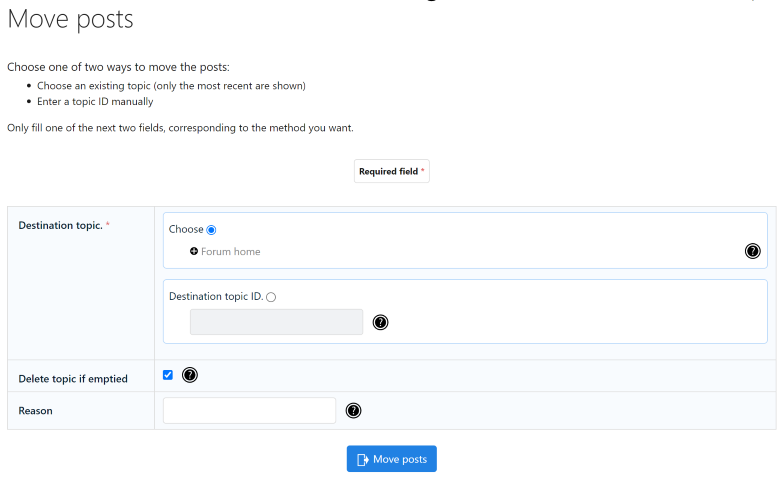 Move posts
Choose one of two ways to move the posts:
• Choose an existing topic (only the most recent are shown)
• Enter a topic ID manually
Only fill one of the next two fields, corresponding to the method you want.
Required field *
Destination topic. *
Choose
Forum home
?
Destination topic ID.
?
Delete topic if emptied
?
Reason
?
Move posts